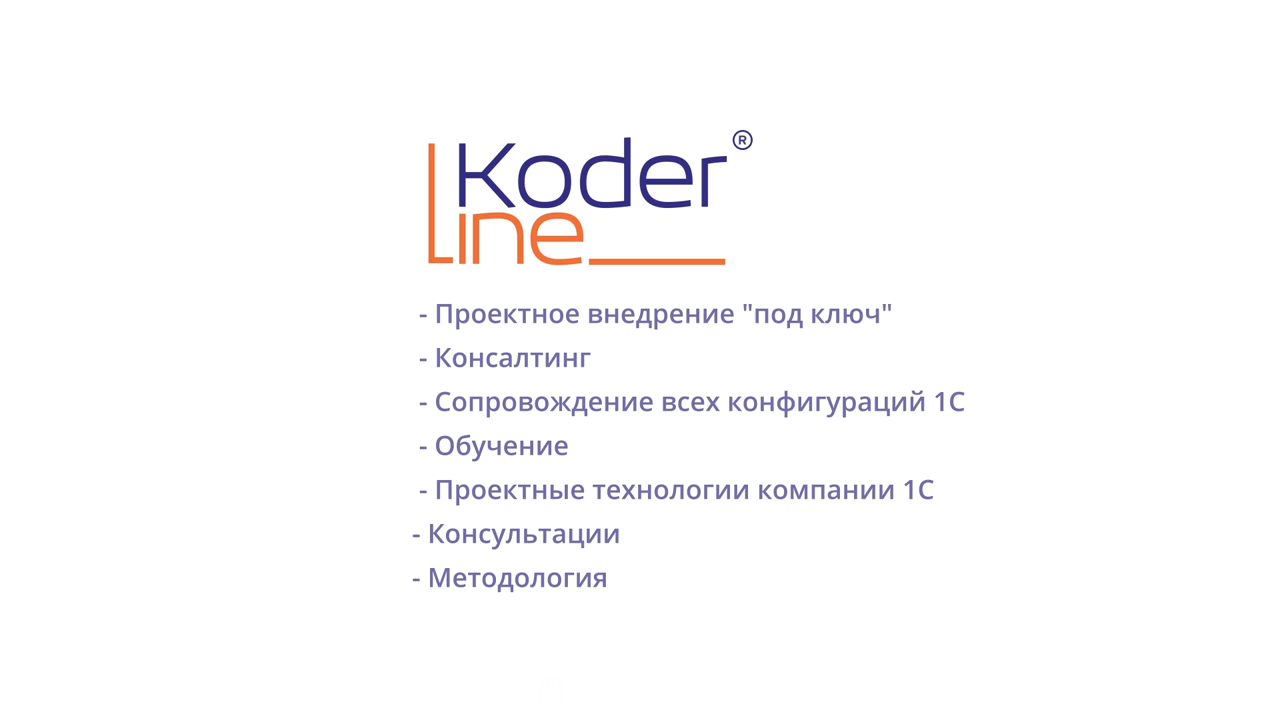 Koder®
Line
- Проектное внедрение "под ключ"
- Консалтинг
- Сопровождение всех конфигураций 1С
- Обучение
- Проектные технологии компании 1С
- Консультации
- Методология